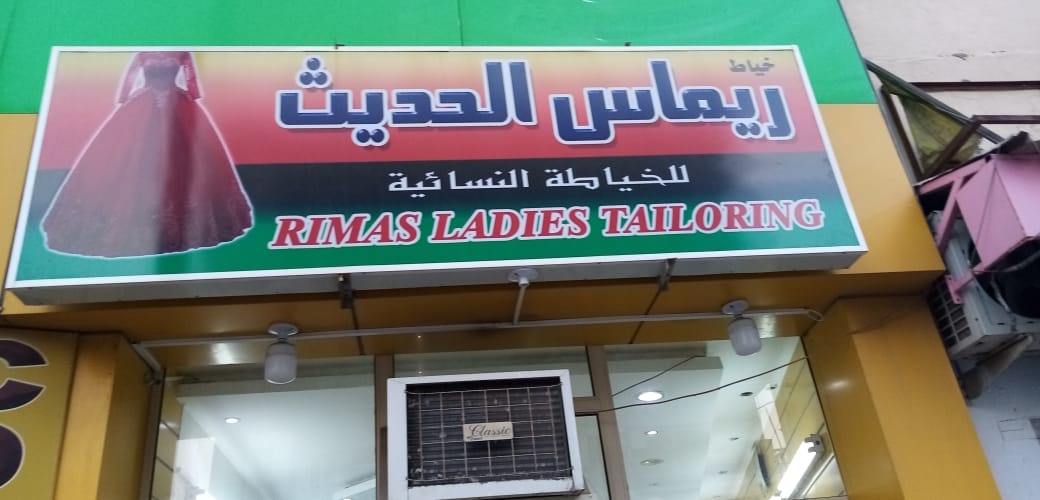 خياط
ريماس الحديث
للخياطة النسائية
RIMAS LADIES TAILORING
Classic